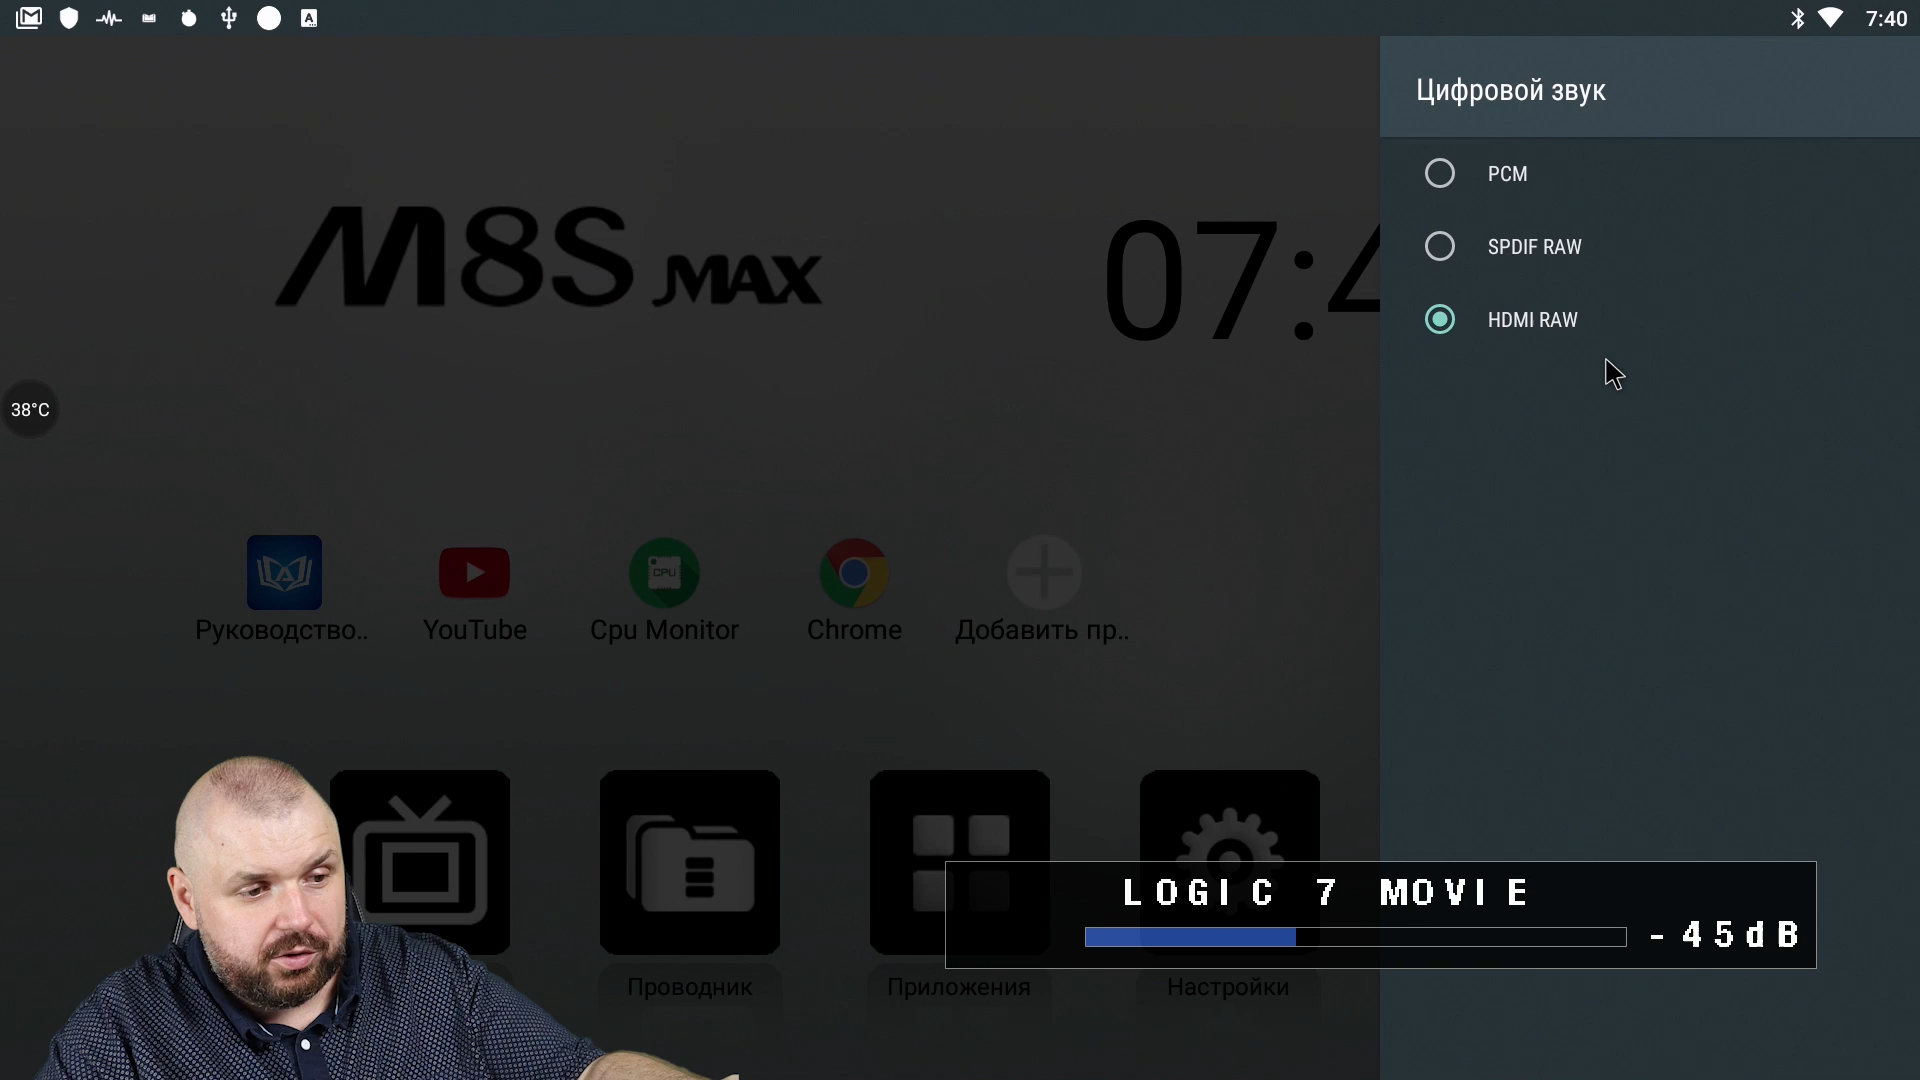 7:40
Цифровой звук
PCM
SPDIF RAW
HDMI RAW
M8S MAX
07:4
38°C
CPU
Руководство..
YouTube
Cpu Monitor
Chrome
Добавить пр..
LOGIC 7 MOVIE
-45dB
Проводник
Приложения
Настройки